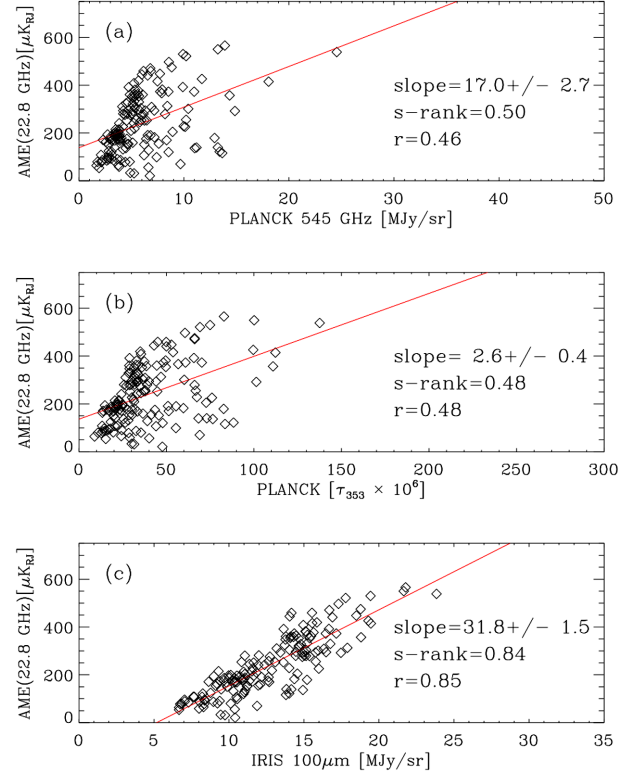 (a)
600
400
200
0
AME(22.8 GHz)[μK_RJ]
slope=17.0+/− 2.7
s−rank=0.50
r=0.46
0 10 20 30 40 50
PLANCK 545 GHz [MJy/sr]
(b)
600
400
200
0
AME(22.8 GHz)[μK_RJ]
slope= 2.6+/− 0.4
s−rank=0.48
r=0.48
0 50 100 150 200 250 300
PLANCK [τ_353 × 10^6]
(c)
600
400
200
0
AME(22.8 GHz)[μK_RJ]
slope=31.8+/− 1.5
s−rank=0.84
r=0.85
0 5 10 15 20 25 30 35
IRIS 100μm [MJy/sr]